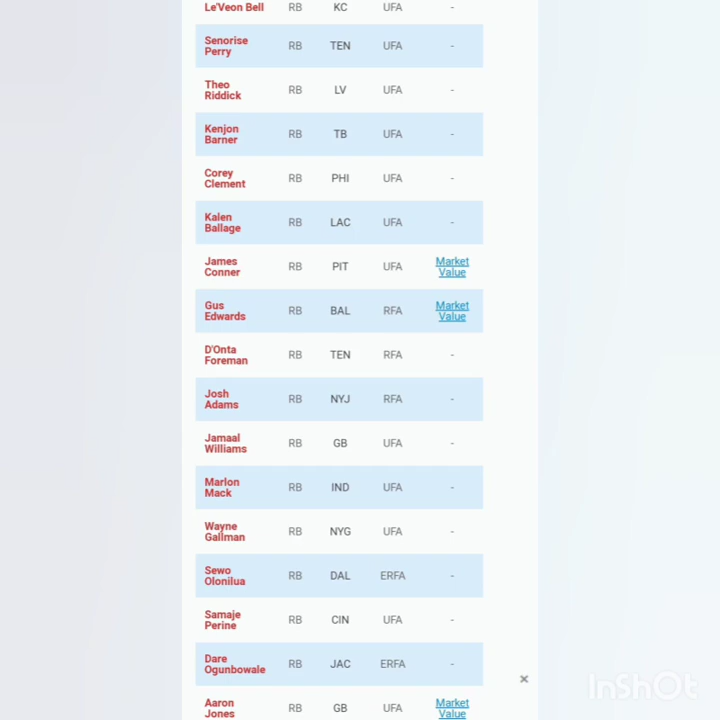 Le'Veon Bell RB KC UFA -
Senorise
Perry RB TEN UFA -
Theo
Riddick RB LV UFA -
Kenjon
Barner RB TB UFA -
Corey
Clement RB PHI UFA -
Kalen
Ballage RB LAC UFA -
James
Conner RB PIT UFA Market
Value
Gus
Edwards RB BAL RFA Market
Value
D'Onta
Foreman RB TEN RFA -
Josh
Adams RB NYJ RFA -
Jamaal
Williams RB GB UFA -
Marlon
Mack RB IND UFA -
Wayne
Gallman RB NYG UFA -
Sewo
Olonilua RB DAL ERFA -
Samaje
Perine RB CIN UFA -
Dare
Ogunbowale RB JAC ERFA -
Aaron
Jones RB GB UFA Market
Value
InShOt